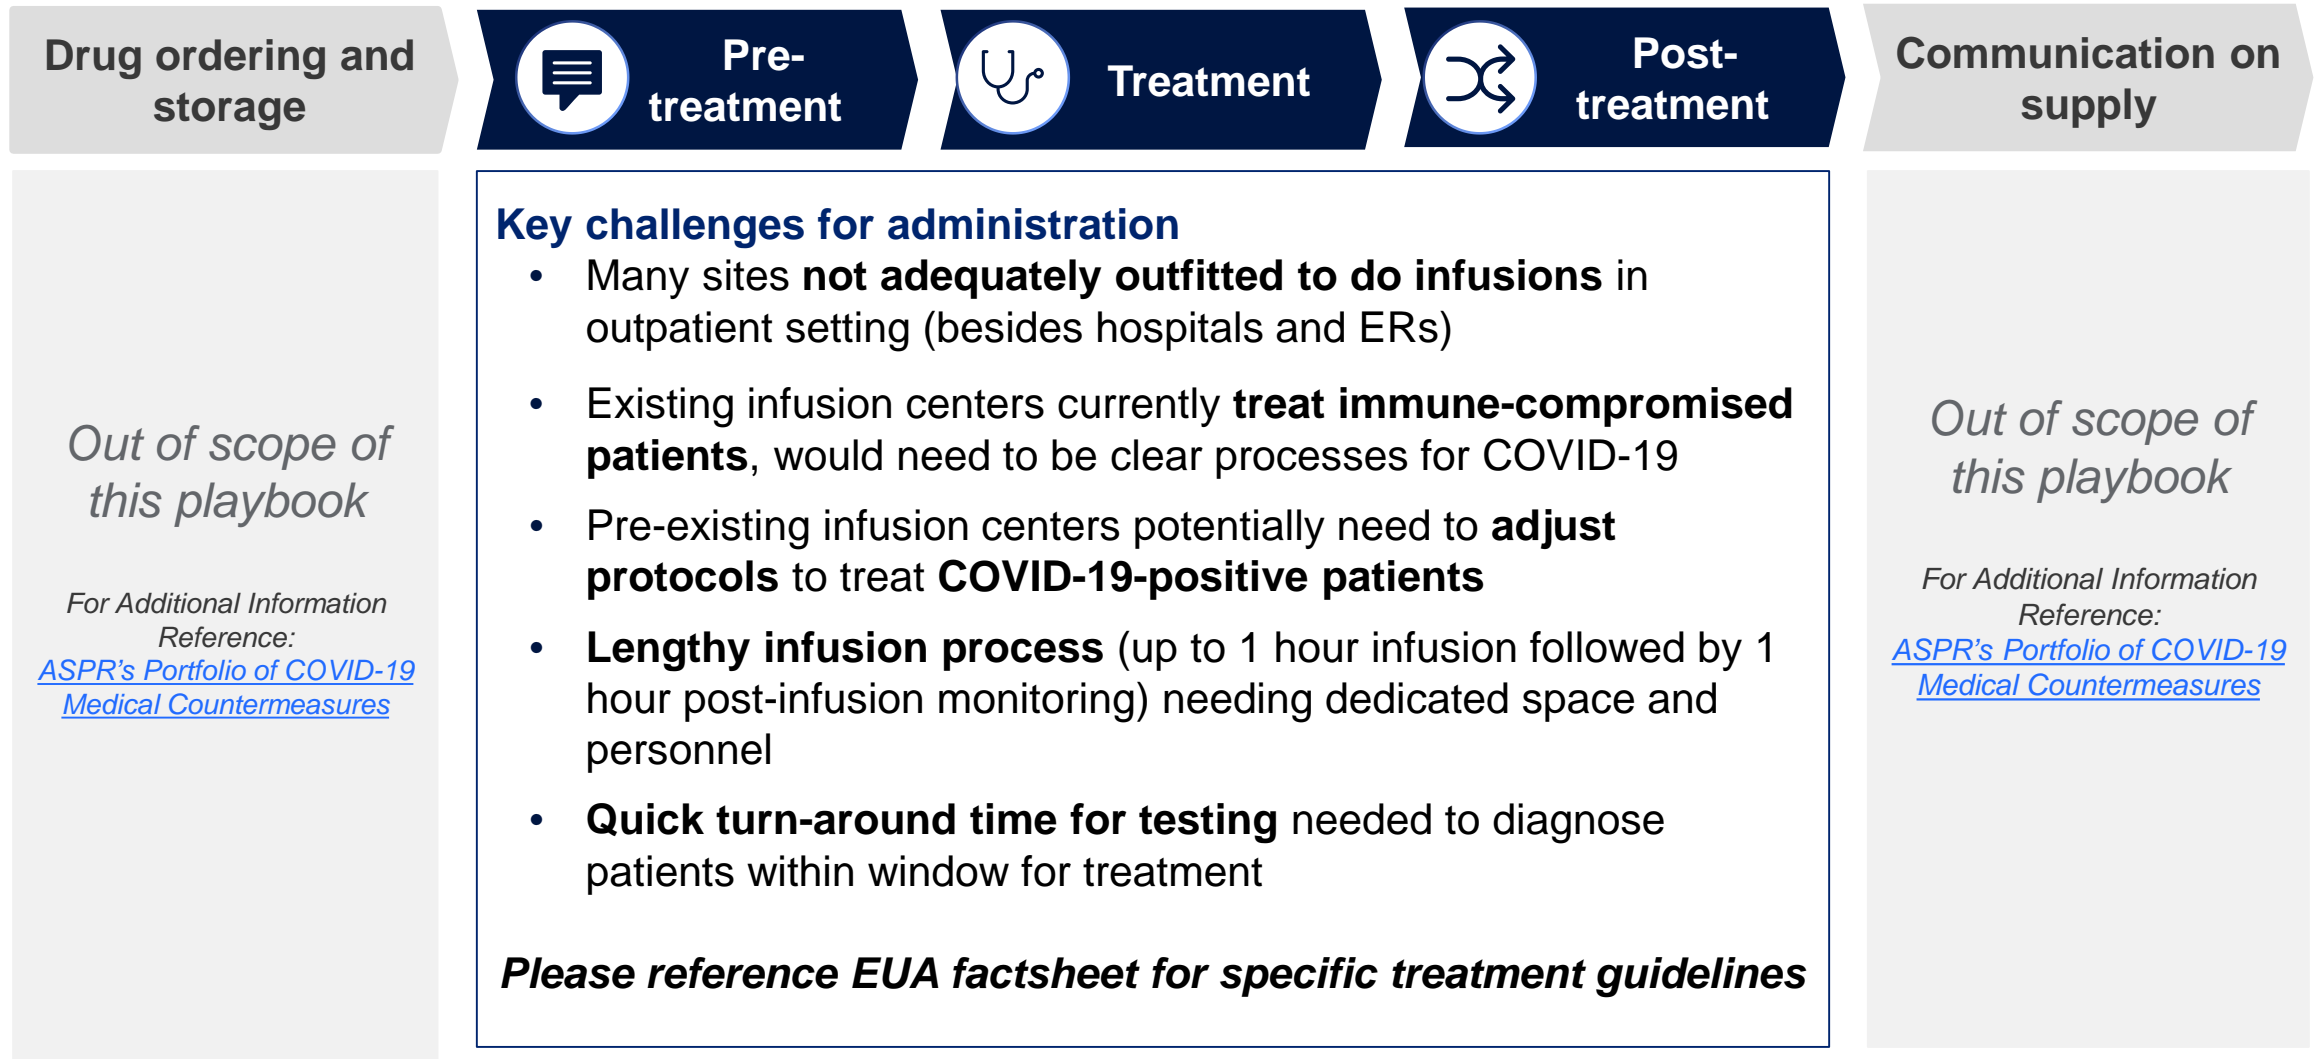 Drug ordering and
storage
Pre-
treatment
Treatment
Post-
treatment
Communication on
supply
Out of scope of
this playbook
For Additional Information
Reference:
ASPR’s Portfolio of COVID-19
Medical Countermeasures
Key challenges for administration
• Many sites not adequately outfitted to do infusions in
outpatient setting (besides hospitals and ERs)
• Existing infusion centers currently treat immune-compromised
patients, would need to be clear processes for COVID-19
• Pre-existing infusion centers potentially need to adjust
protocols to treat COVID-19-positive patients
• Lengthy infusion process (up to 1 hour infusion followed by 1
hour post-infusion monitoring) needing dedicated space and
personnel
• Quick turn-around time for testing needed to diagnose
patients within window for treatment
Please reference EUA factsheet for specific treatment guidelines
Out of scope of
this playbook
For Additional Information
Reference:
ASPR’s Portfolio of COVID-19
Medical Countermeasures